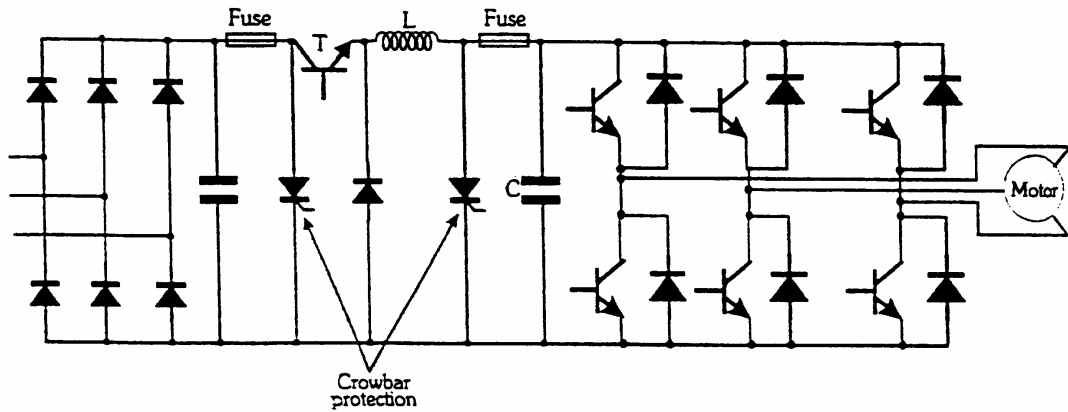 Fuse
T
L
Fuse
C
Motor
Crowbar
protection